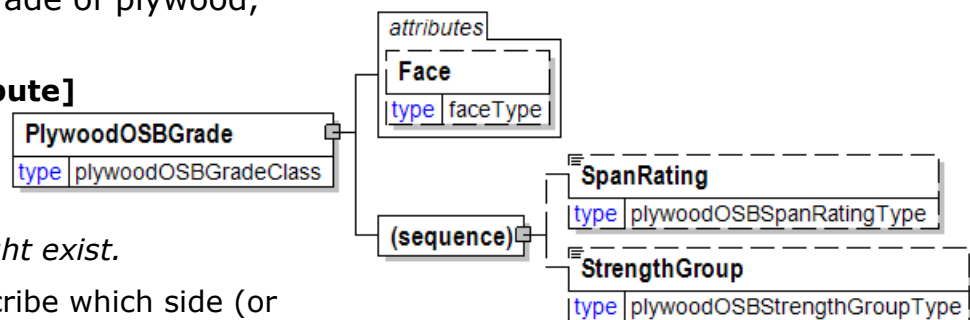 ade of plywood,
attributes
Face
type faceType
bute]
PlywoodOSBGrade
type plywoodOSBGradeClass
SpanRating
type plywoodOSBSpanRatingType
(sequence)
ht exist.
StrengthGroup
cribe which side (or
type plywoodOSBStrengthGroupType